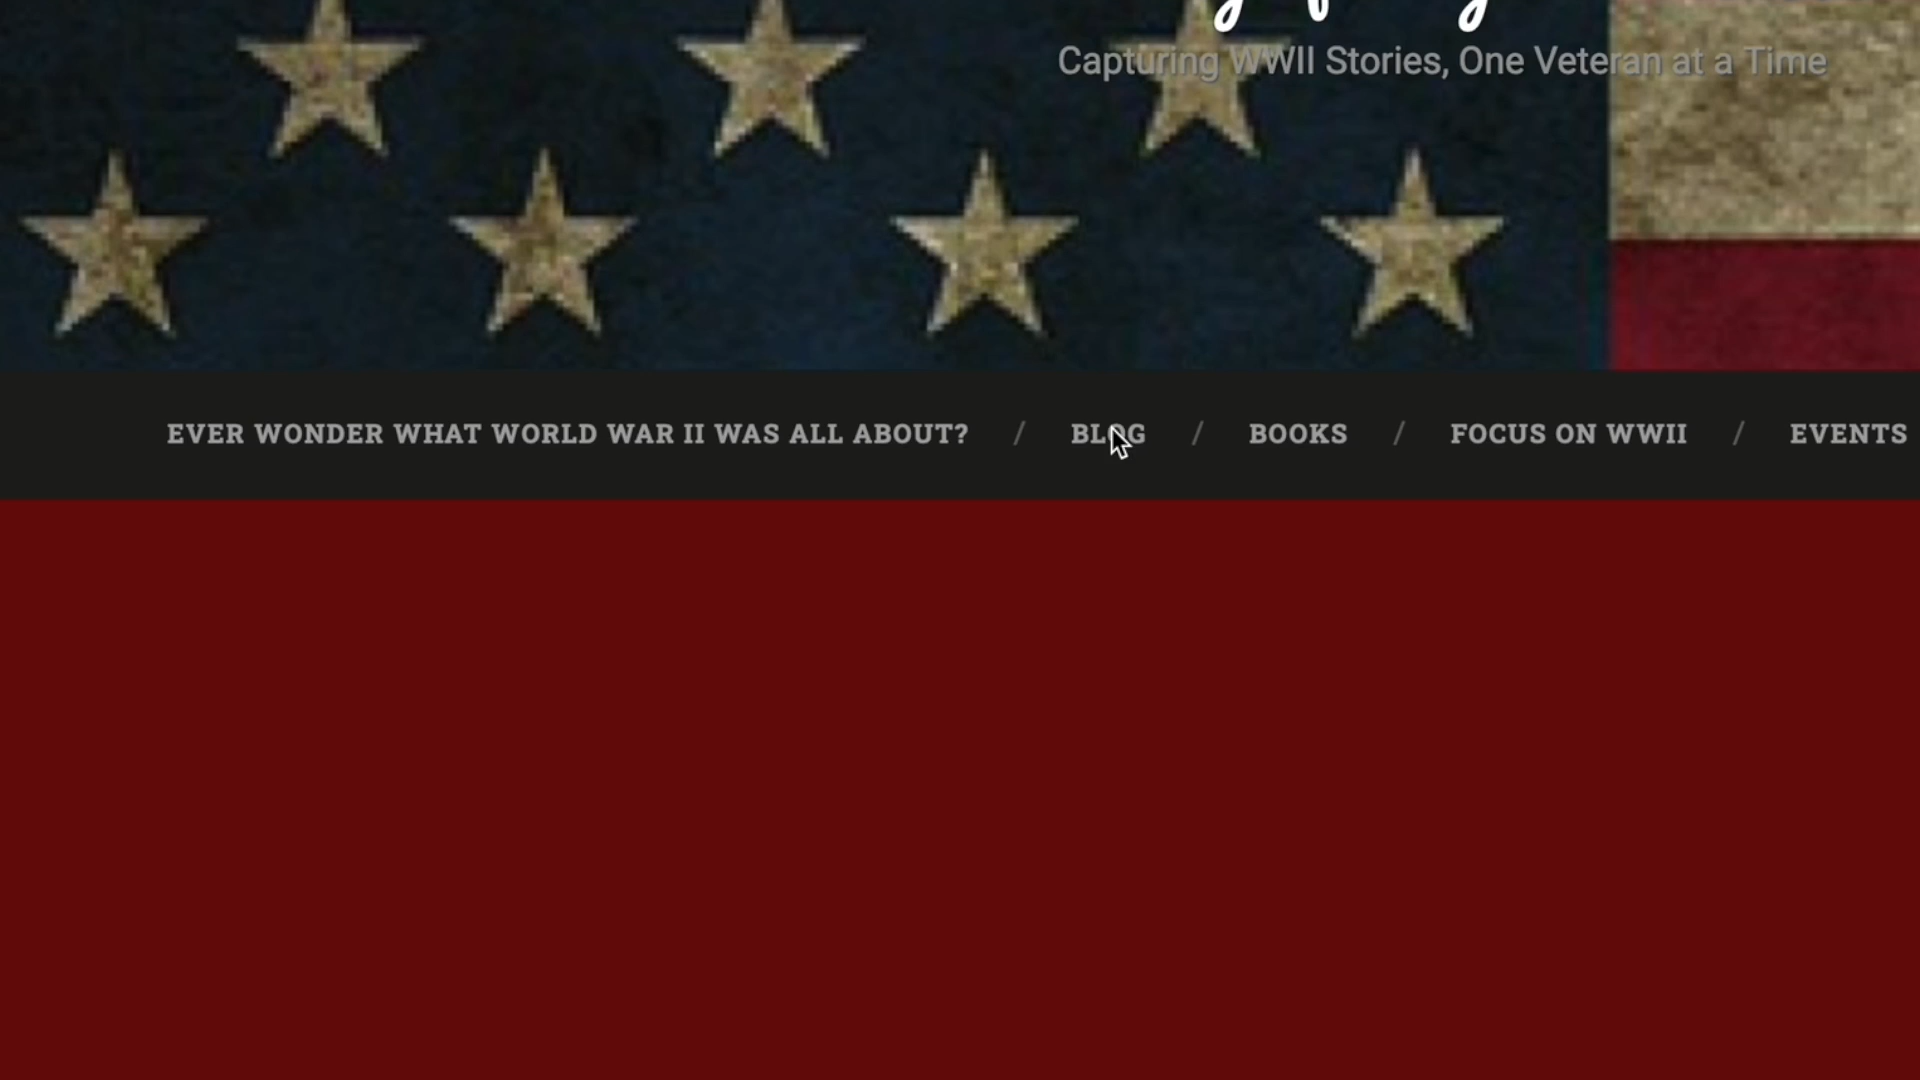 Capturing WWII Stories, One Veteran at a Time
EVER WONDER WHAT WORLD WAR II WAS ALL ABOUT? / BLOG / BOOKS / FOCUS ON WWII / EVENTS